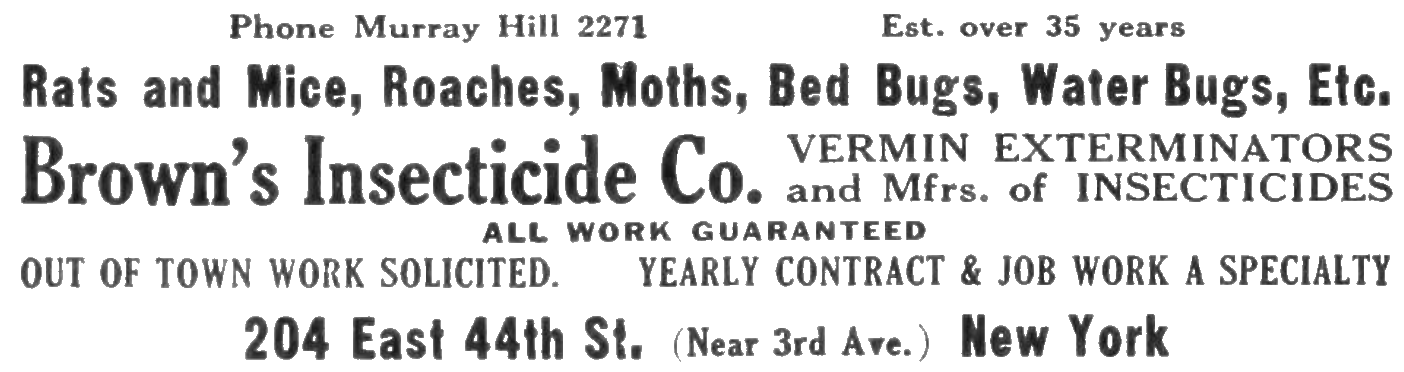 Phone Murray Hill 2271 Est. over 35 years
Rats and Mice, Roaches, Moths, Bed Bugs, Water Bugs, Etc.
Brown's Insecticide Co. VERMIN EXTERMINATORS
and Mfrs. of INSECTICIDES
ALL WORK GUARANTEED
OUT OF TOWN WORK SOLICITED. YEARLY CONTRACT & JOB WORK A SPECIALTY
204 East 44th St. (Near 3rd Ave.) New York